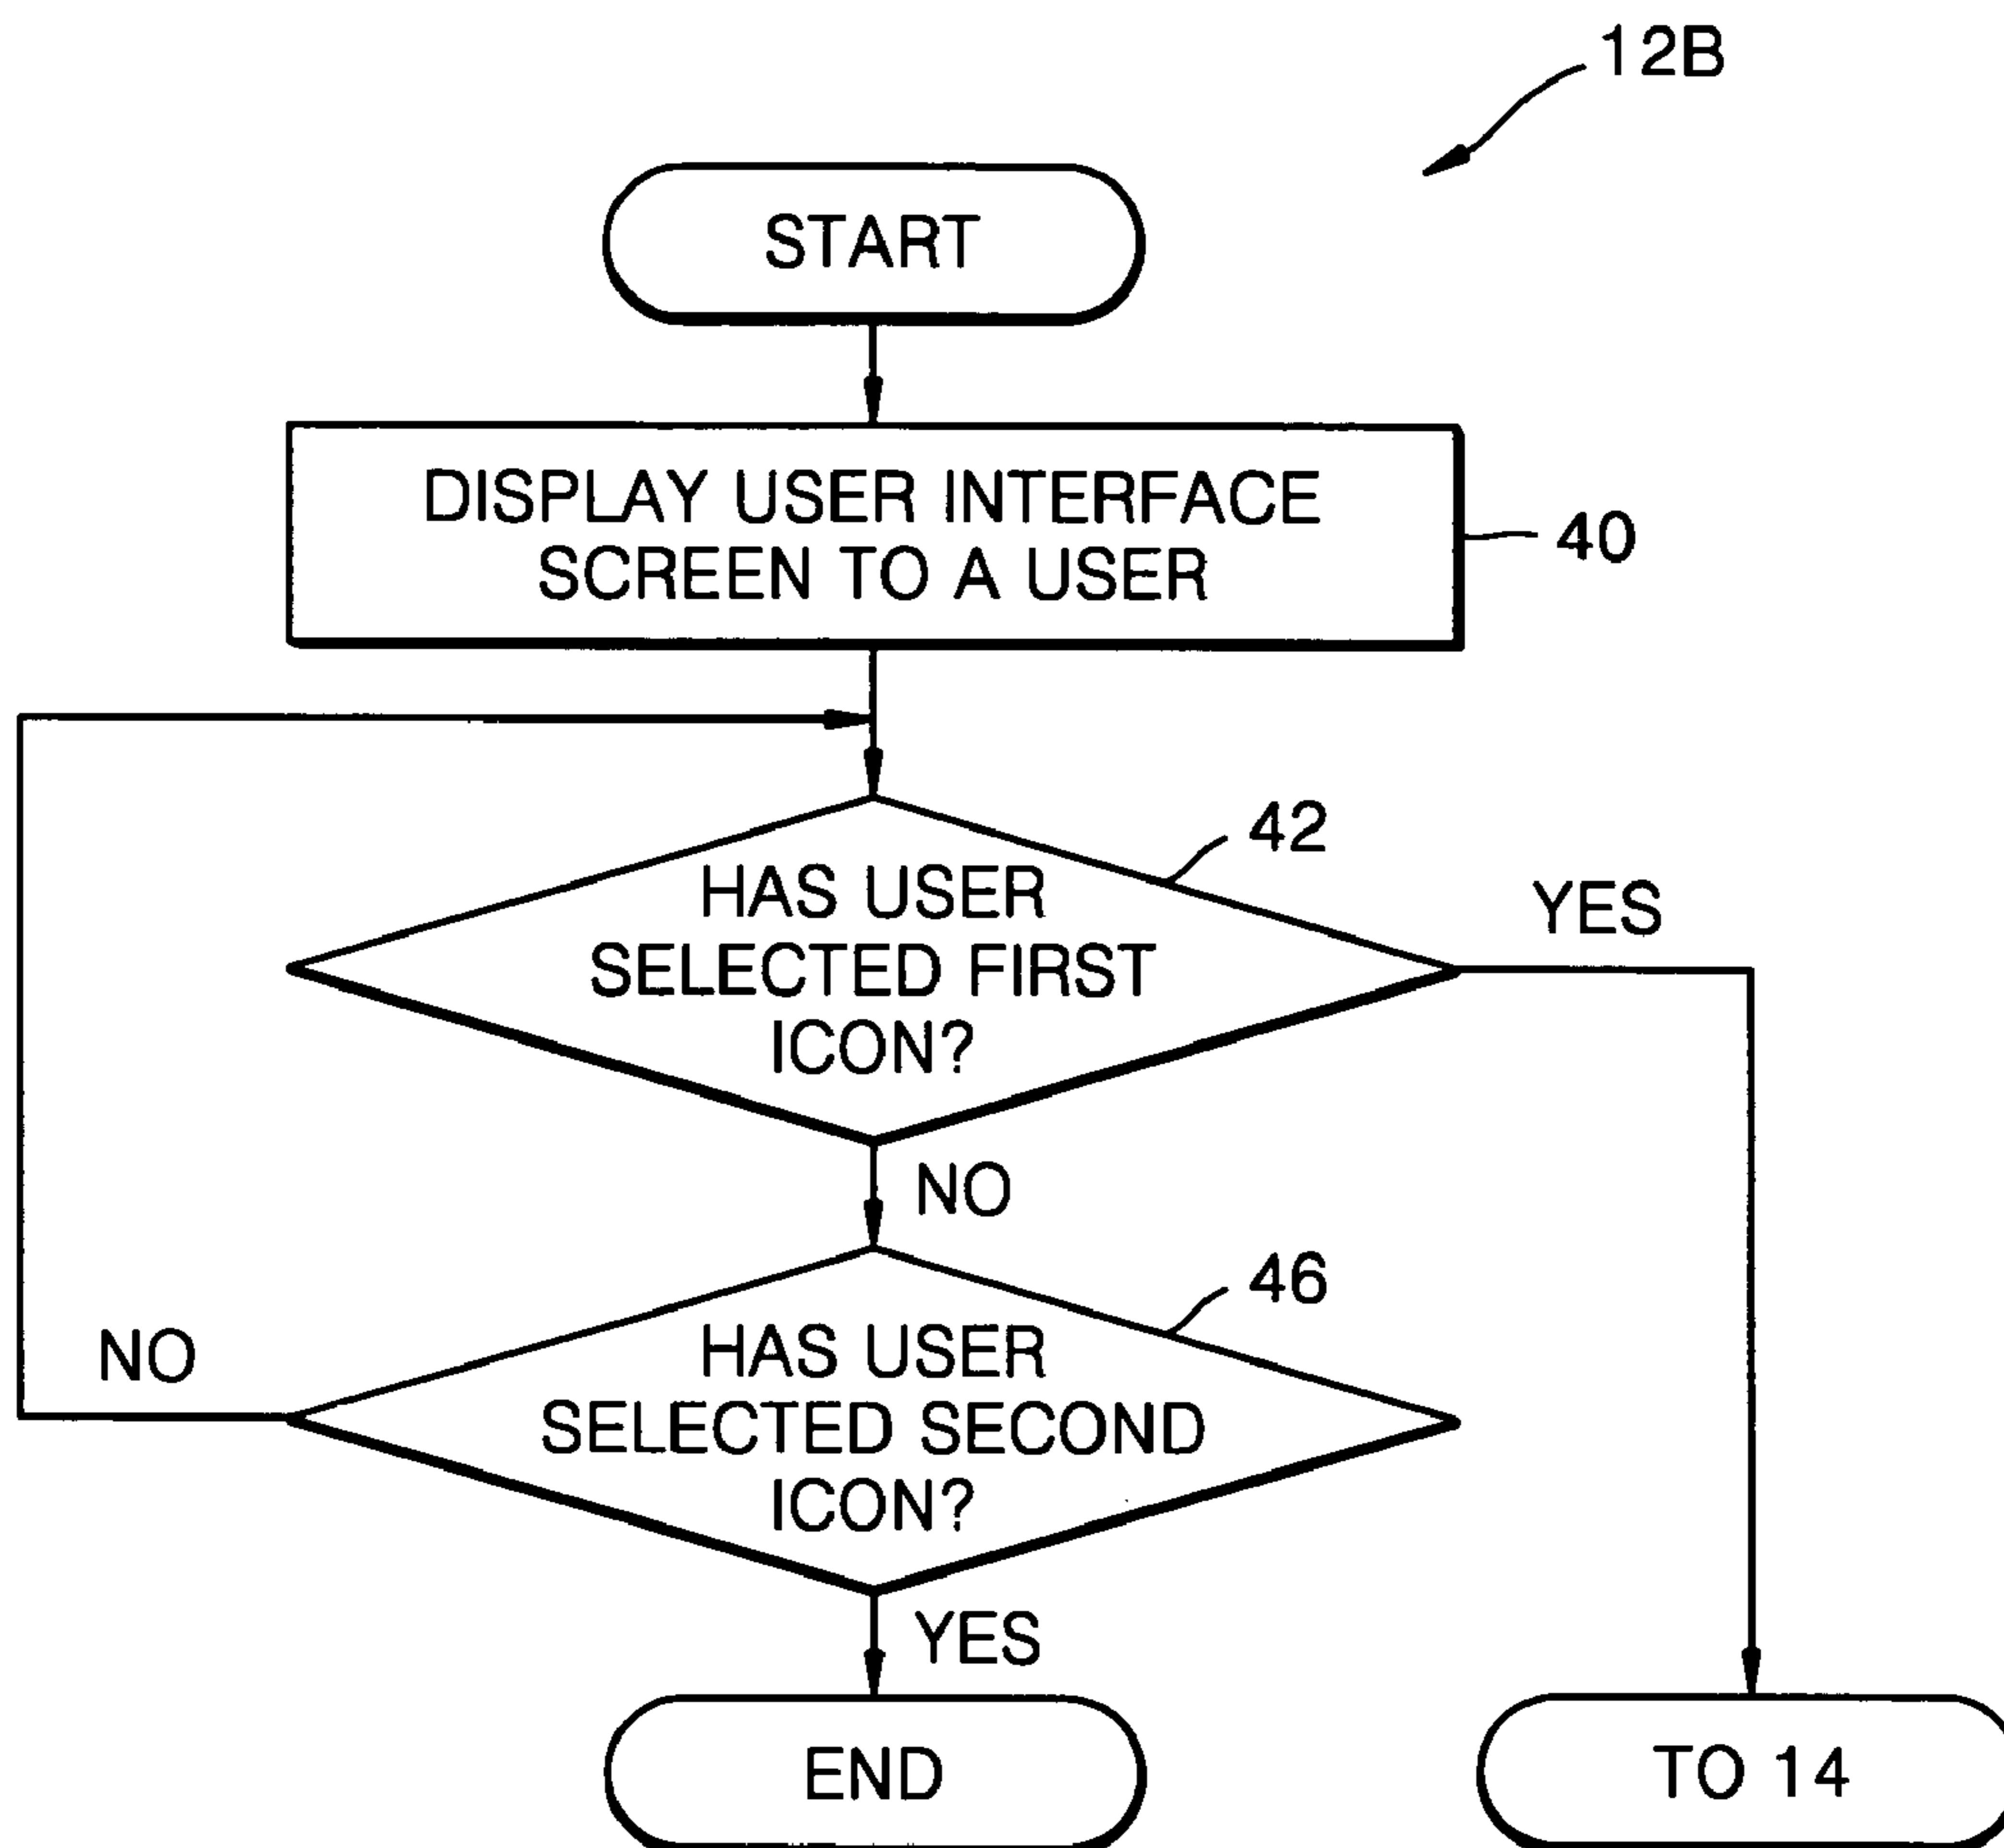 12B
START
DISPLAY USER INTERFACE
SCREEN TO A USER
40
42
HAS USER
SELECTED FIRST
ICON?
YES
NO
46
HAS USER
SELECTED SECOND
ICON?
NO
YES
END
TO 14